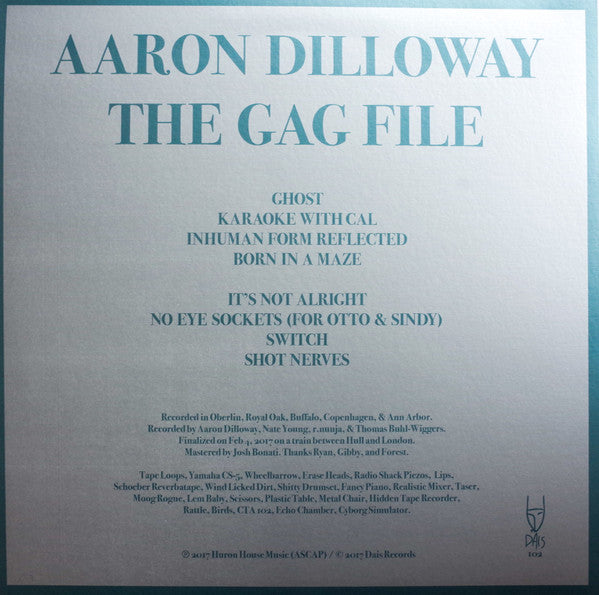 AARON DILLOWAY
THE GAG FILE
GHOST
KARAOKE WITH CAL
INHUMAN FORM REFLECTED
BORN IN A MAZE
IT'S NOT ALRIGHT
NO EYE SOCKETS (FOR OTTO & SINDY)
SWITCH
SHOT NERVES
Recorded in Oberlin, Royal Oak, Buffalo, Copenhagen, & Ann Arbor.
Recorded by Aaron Dilloway, Nate Young, r.nunja, & Thomas Buhl-Wiggers.
Finalized on Feb 4, 2017 on a train between Hull and London.
Mastered by Josh Bonati. Thanks Ryan, Gibby, and Forest.
Tape Loops, Yamaha CS-5, Wheelbarrow, Erase Heads, Radio Shack Piezos, Lips,
Schoeber Reverbatape, Wind Licked Dirt, Shitty Drumset, Fancy Piano, Realistic Mixer, Taser,
Moog Rogue, Lem Baby, Scissors, Plastic Table, Metal Chair, Hidden Tape Recorder,
Rattle, Birds, CTA 102, Echo Chamber, Cyborg Simulator.
DAIS
102
℗ 2017 Huron House Music (ASCAP) / © 2017 Dais Records